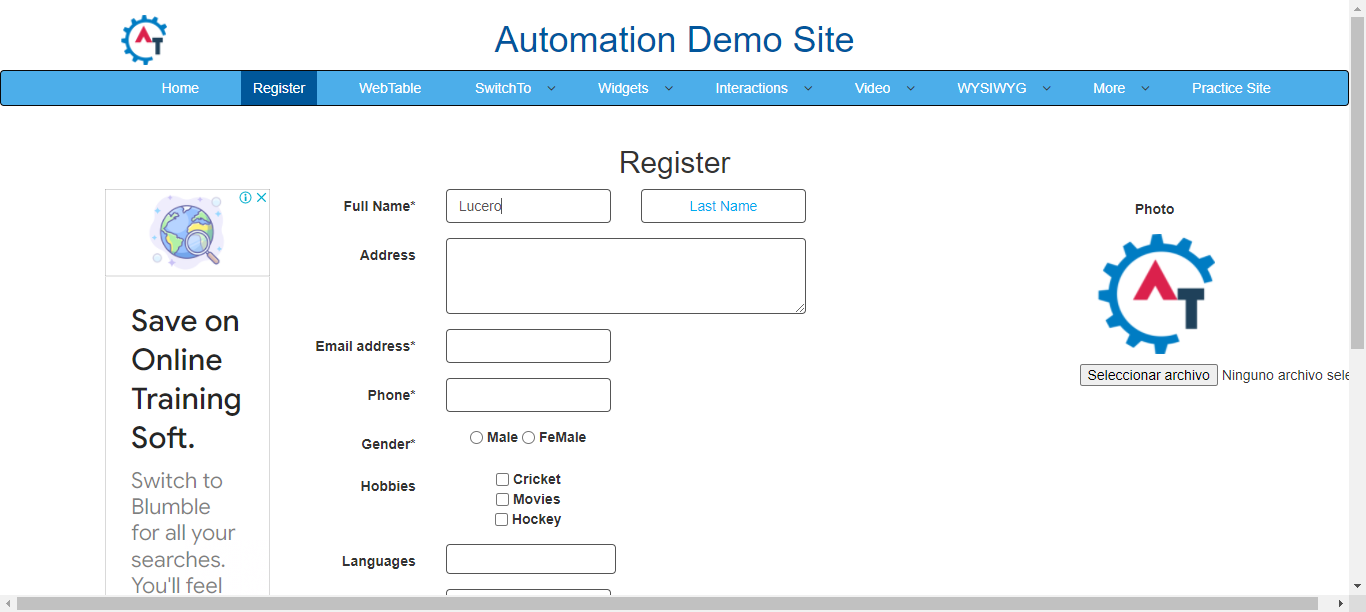 AT
Automation Demo Site
Home Register WebTable SwitchTo Widgets Interactions Video WYSIWYG More Practice Site
Register
Full Name* Lucero Last Name
Photo
Address
AT
Email address*
Seleccionar archivo Ninguno archivo sele
Phone*
Gender* Male FeMale
Hobbies Cricket
Movies
Hockey
Languages
Save on
Online
Training
Soft.
Switch to
Blumble
for all your
searches.
You'll feel